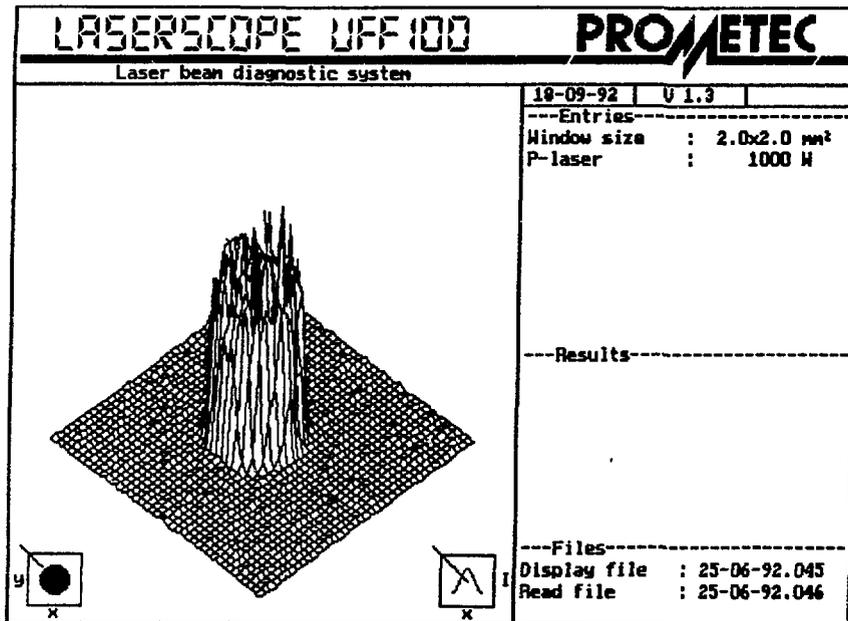 LASERSCOPE UFF100
PROMETEC
Laser beam diagnostic system
18-09-92 V 1.3
---Entries---
Window size : 2.0x2.0 mm²
P-laser : 1000 W
---Results---
---Files---
Display file : 25-06-92.045
Read file : 25-06-92.046
y
x
I
x